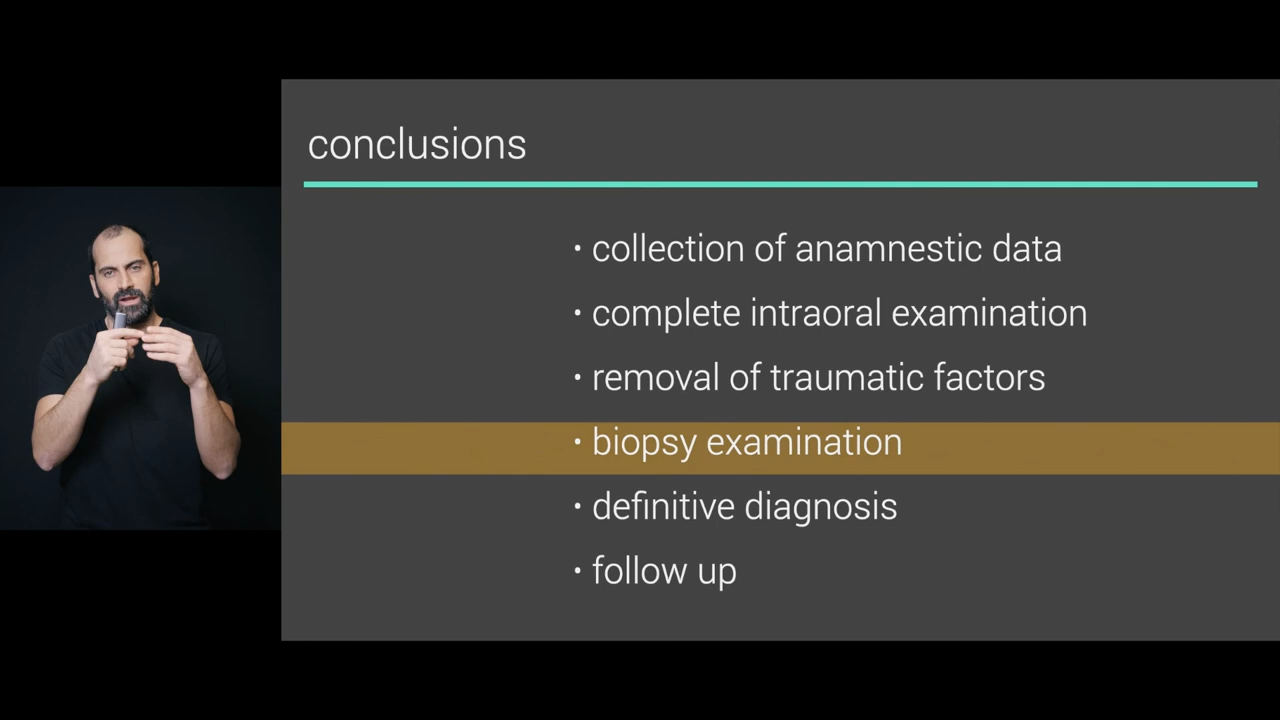 conclusions
• collection of anamnestic data
• complete intraoral examination
• removal of traumatic factors
• biopsy examination
• definitive diagnosis
• follow up